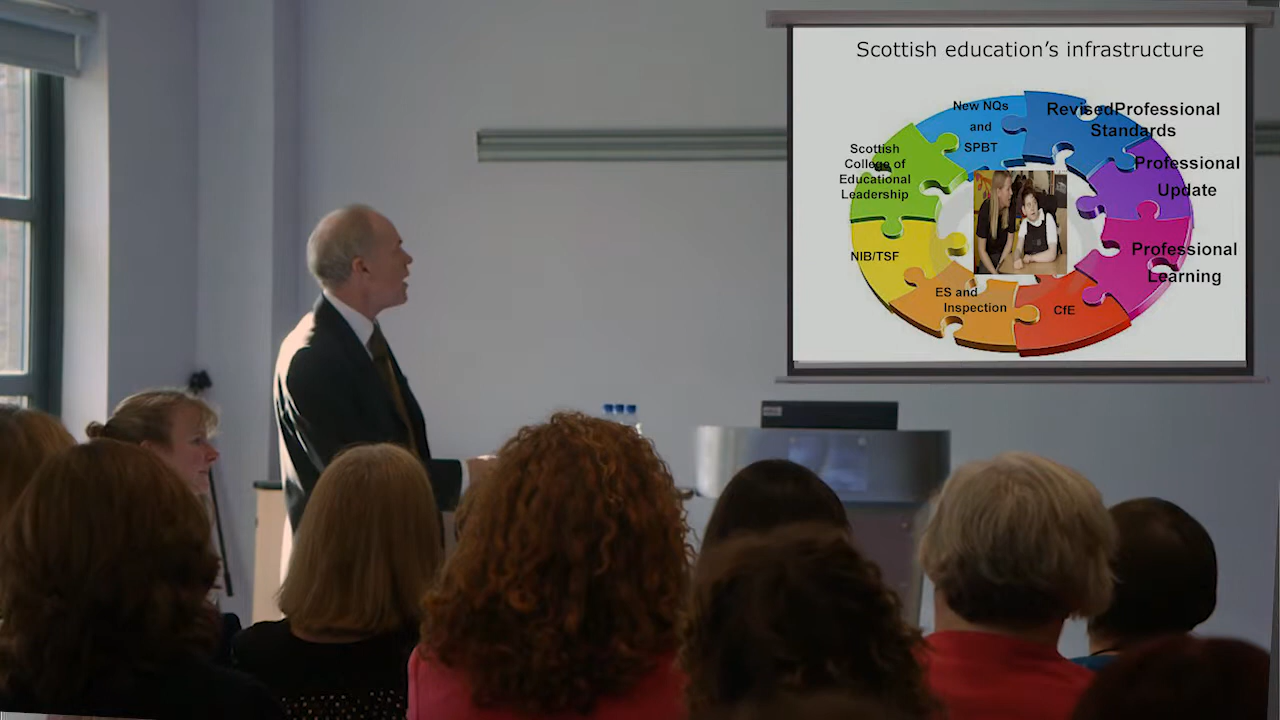 Scottish education’s infrastructure
New NQs
and
SPBT
RevisedProfessional
Standards
Professional
Update
Professional
Learning
CfE
ES and
Inspection
NIB/TSF
Scottish
College of
Educational
Leadership